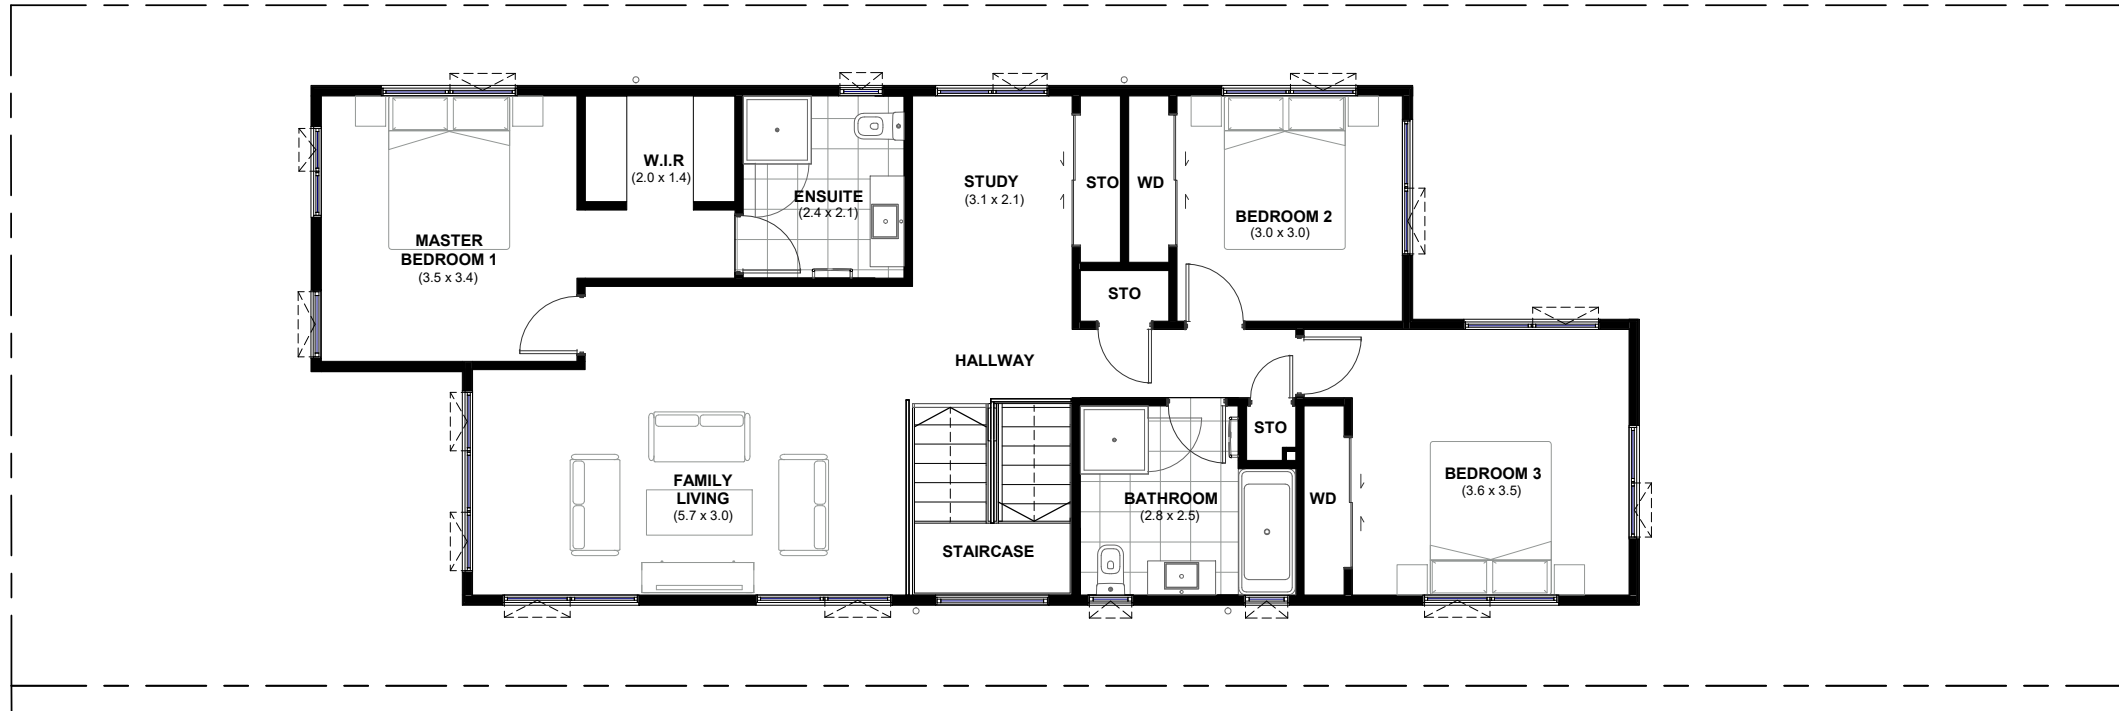 W.I.R
(2.0 x 1.4)
ENSUITE
(2.4 x 2.1)
STUDY
(3.1 x 2.1)
STO
WD
BEDROOM 2
(3.0 x 3.0)
MASTER
BEDROOM 1
(3.5 x 3.4)
STO
HALLWAY
STO
FAMILY
LIVING
(5.7 x 3.0)
STAIRCASE
BATHROOM
(2.8 x 2.5)
WD
BEDROOM 3
(3.6 x 3.5)